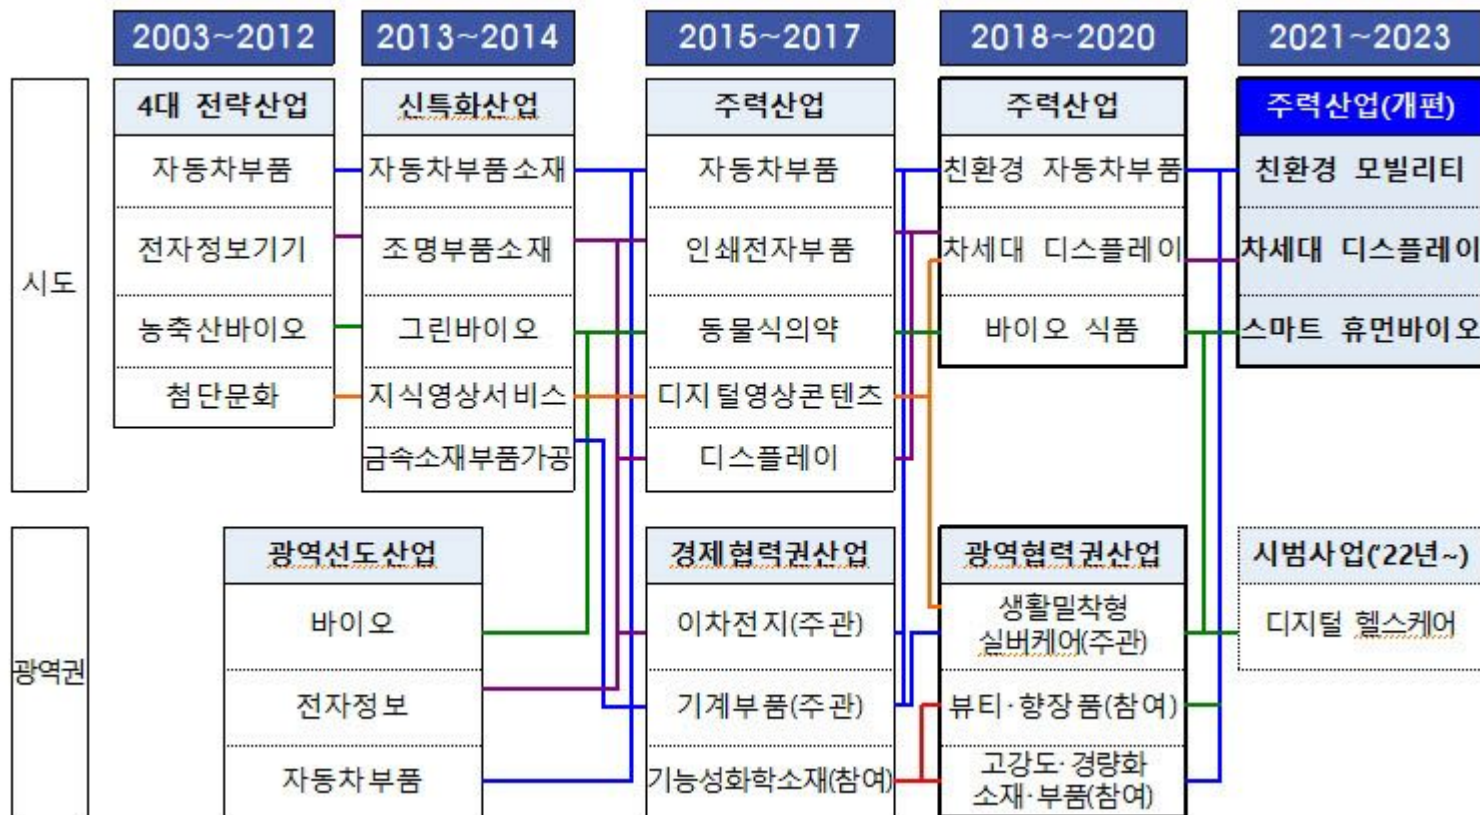 2003~2012
2013~2014
2015~2017
2018~2020
2021~2023
시도
4대 전략산업
자동차부품
전자정보기기
농축산바이오
첨단문화
신특화산업
자동차부품소재
조명부품소재
그린바이오
지식영상서비스
금속소재부품가공
주력산업
자동차부품
인쇄전자부품
동물식의약
디지털영상콘텐츠
디스플레이
주력산업
친환경 자동차부품
차세대 디스플레이
바이오 식품
주력산업(개편)
친환경 모빌리티
차세대 디스플레이
스마트 휴먼바이오
광역권
광역선도산업
바이오
전자정보
자동차부품
경제협력권산업
이차전지(주관)
기계부품(주관)
기능성화학소재(참여)
광역협력권산업
생활밀착형
실버케어(주관)
뷰티·향장품(참여)
고강도·경량화
소재·부품(참여)
시범사업('22년~)
디지털 헬스케어